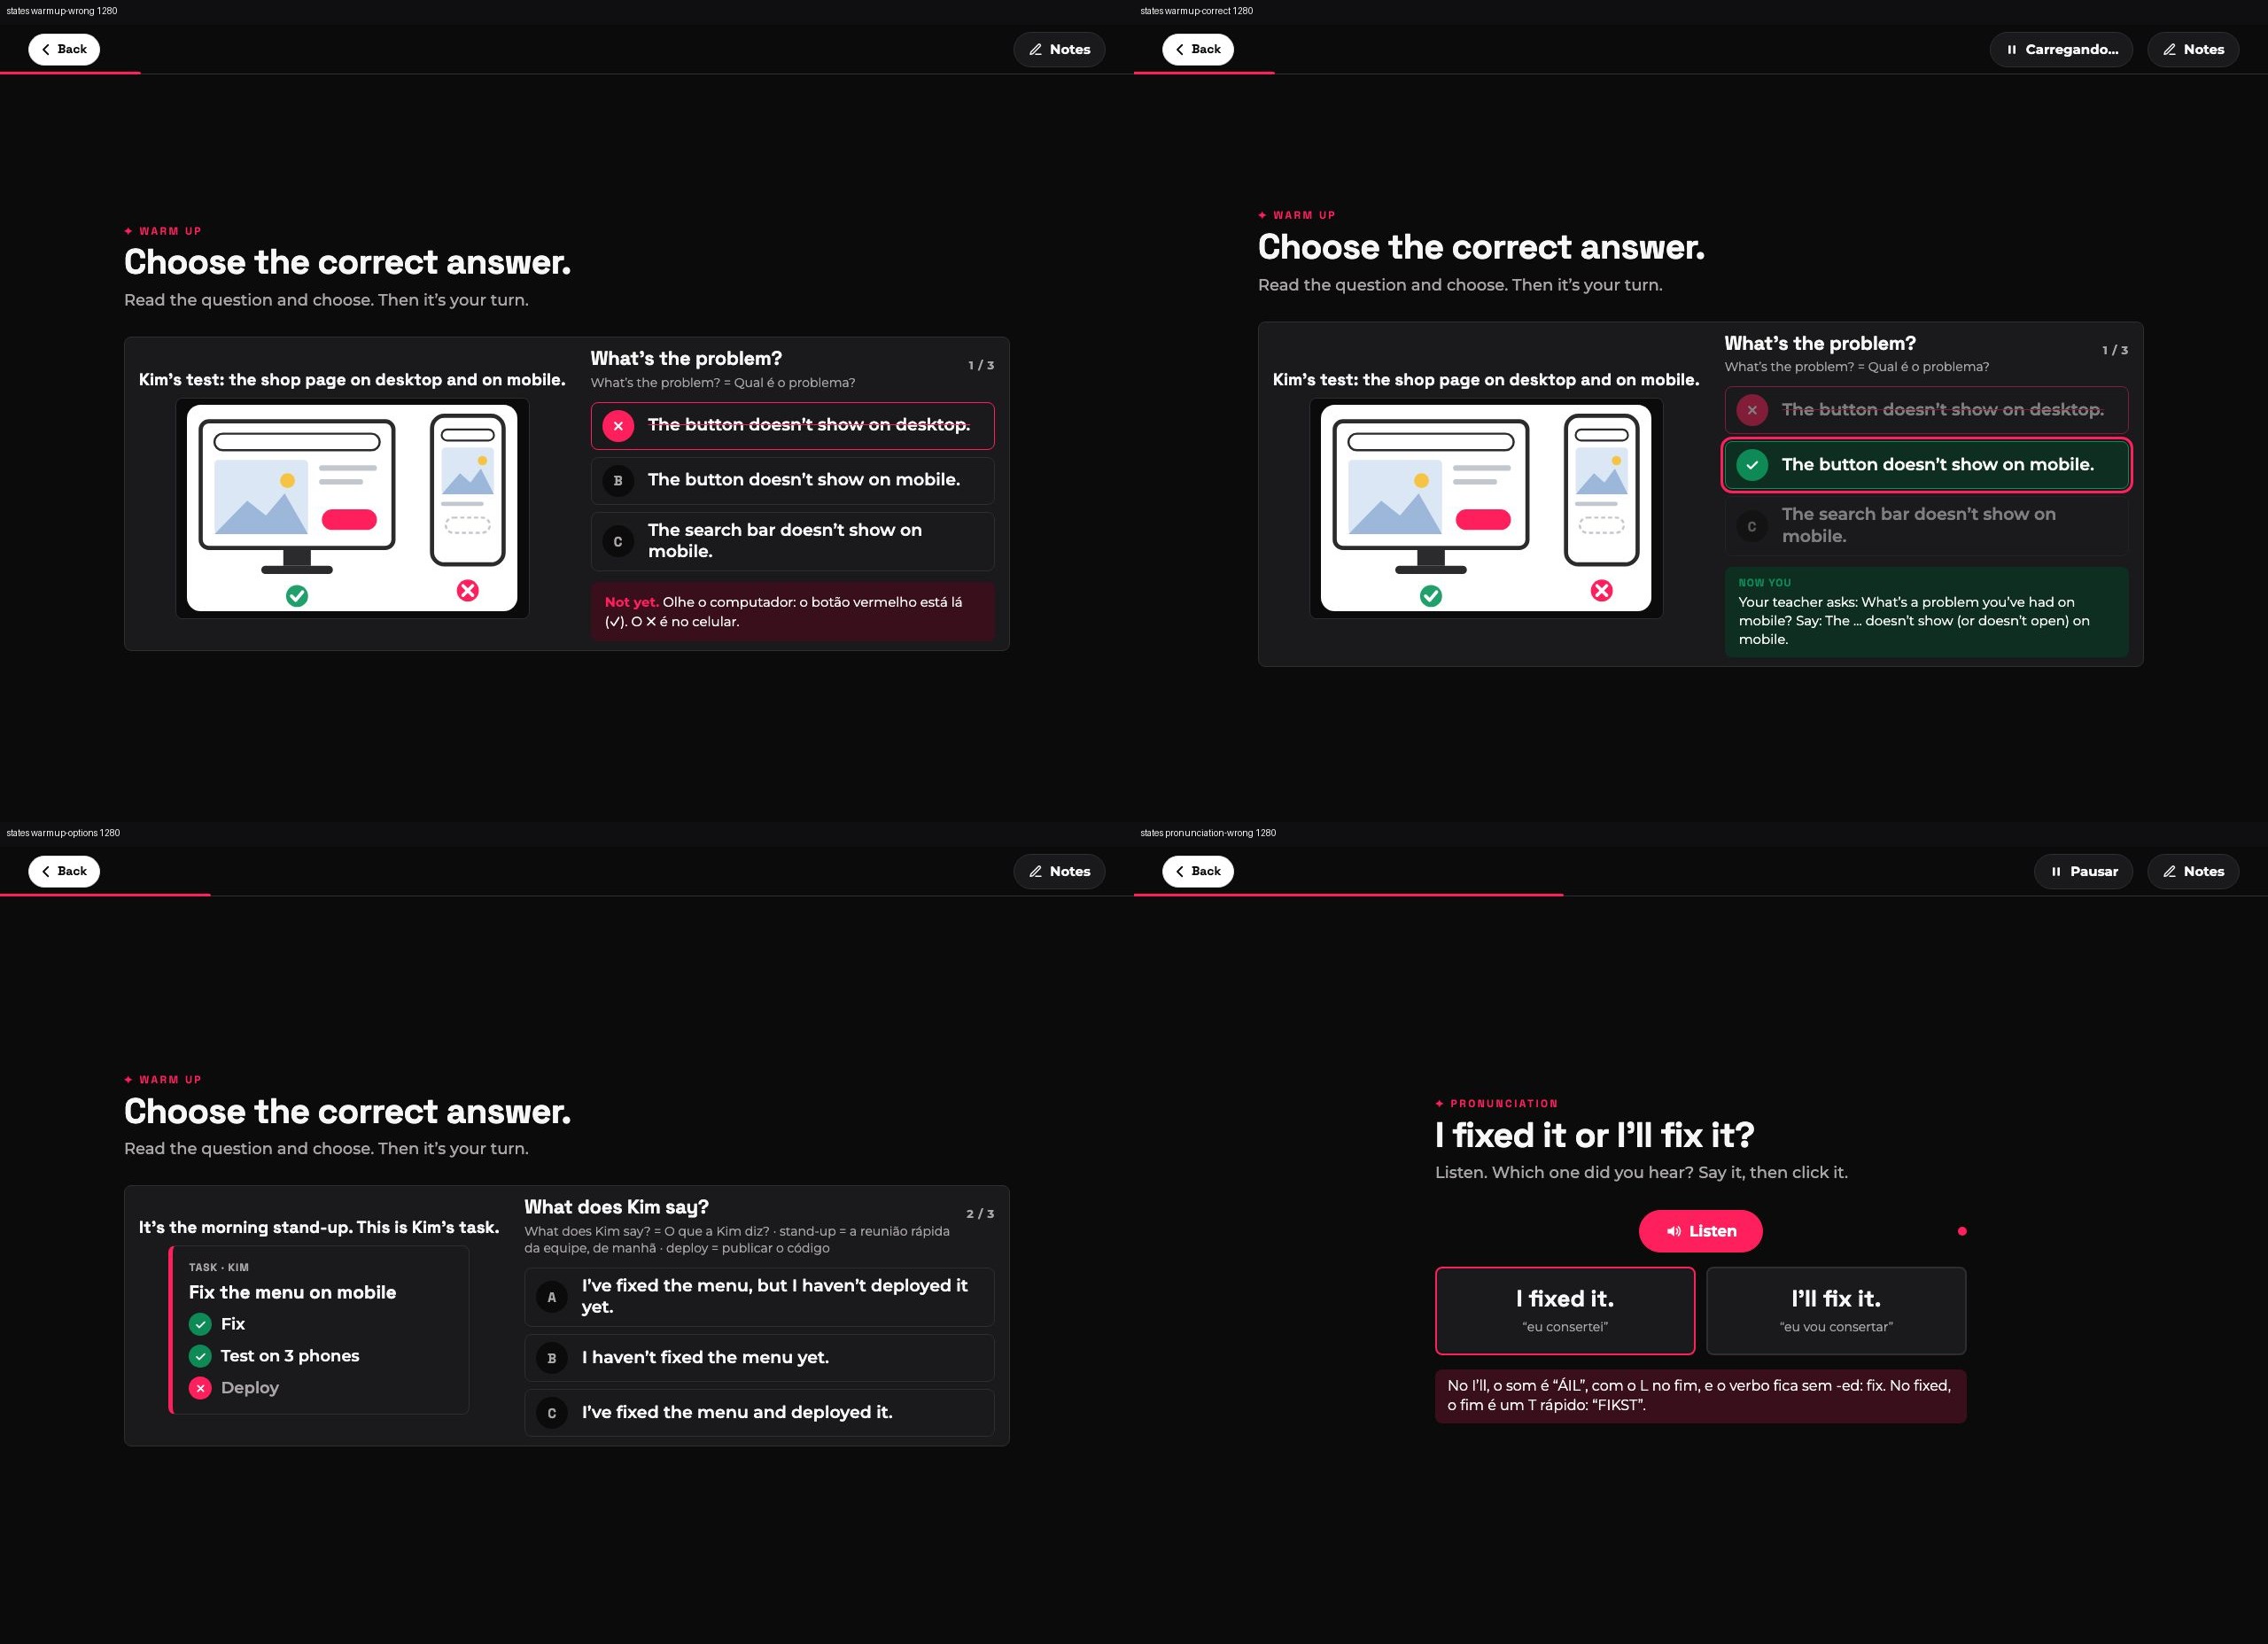 states warmup-wrong 1280
Back
Notes
✦ WARM UP
Choose the correct answer.
Read the question and choose. Then it’s your turn.
Kim’s test: the shop page on desktop and on mobile.
What’s the problem?
1 / 3
What’s the problem? = Qual é o problema?
The button doesn’t show on desktop.
B The button doesn’t show on mobile.
C The search bar doesn’t show on
mobile.
Not yet. Olhe o computador: o botão vermelho está lá
(✓). O ✕ é no celular.
states warmup-correct 1280
Back
Carregando...
Notes
✦ WARM UP
Choose the correct answer.
Read the question and choose. Then it’s your turn.
Kim’s test: the shop page on desktop and on mobile.
What’s the problem?
1 / 3
What’s the problem? = Qual é o problema?
The button doesn’t show on desktop.
The button doesn’t show on mobile.
C The search bar doesn’t show on
mobile.
NOW YOU
Your teacher asks: What’s a problem you’ve had on
mobile? Say: The ... doesn’t show (or doesn’t open) on
mobile.
states warmup-options 1280
Back
Notes
✦ WARM UP
Choose the correct answer.
Read the question and choose. Then it’s your turn.
It’s the morning stand-up. This is Kim’s task.
TASK · KIM
Fix the menu on mobile
Fix
Test on 3 phones
Deploy
What does Kim say?
2 / 3
What does Kim say? = O que a Kim diz? · stand-up = a reunião rápida
da equipe, de manhã · deploy = publicar o código
A I’ve fixed the menu, but I haven’t deployed it
yet.
B I haven’t fixed the menu yet.
C I’ve fixed the menu and deployed it.
states pronunciation-wrong 1280
Back
Pausar
Notes
✦ PRONUNCIATION
I fixed it or I’ll fix it?
Listen. Which one did you hear? Say it, then click it.
Listen
I fixed it.
“eu consertei”
I’ll fix it.
“eu vou consertar”
No I’ll, o som é “ÁIL”, com o L no fim, e o verbo fica sem -ed: fix. No fixed,
o fim é um T rápido: “FIKST”.